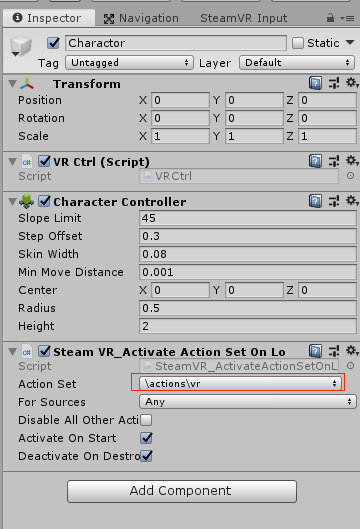 Inspector Navigation SteamVR Input
Charactor Static
Tag Untagged Layer Default
Transform
Position X 0 Y 0 Z 0
Rotation X 0 Y 0 Z 0
Scale X 1 Y 1 Z 1
VR Ctrl (Script)
Script VRCtrl
Character Controller
Slope Limit 45
Step Offset 0.3
Skin Width 0.08
Min Move Distance 0.001
Center X 0 Y 0 Z 0
Radius 0.5
Height 2
Steam VR_Activate Action Set On Lo
Script SteamVR_ActivateActionSetOnL
Action Set \actions\vr
For Sources Any
Disable All Other Acti
Activate On Start
Deactivate On Destro
Add Component